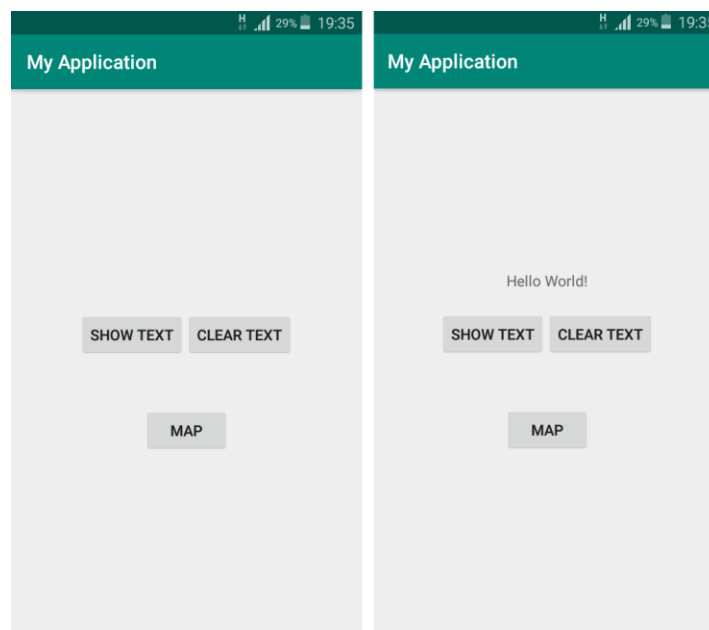 H 29% 19:35
My Application
SHOW TEXT CLEAR TEXT
MAP
H 29% 19:35
My Application
Hello World!
SHOW TEXT CLEAR TEXT
MAP